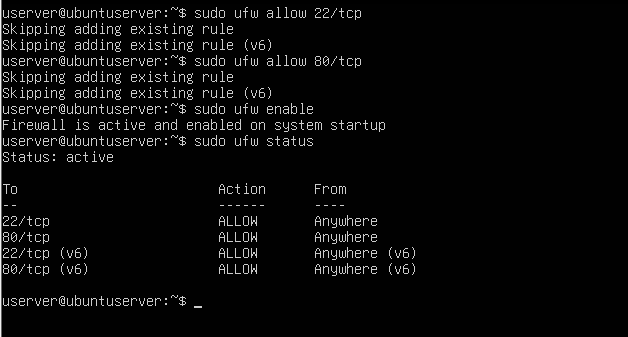 userver@ubuntuserver:~$ sudo ufw allow 22/tcp
Skipping adding existing rule
Skipping adding existing rule (v6)
userver@ubuntuserver:~$ sudo ufw allow 80/tcp
Skipping adding existing rule
Skipping adding existing rule (v6)
userver@ubuntuserver:~$ sudo ufw enable
Firewall is active and enabled on system startup
userver@ubuntuserver:~$ sudo ufw status
Status: active
To                         Action      From
--                         ------      ----
22/tcp                     ALLOW       Anywhere
80/tcp                     ALLOW       Anywhere
22/tcp (v6)                ALLOW       Anywhere (v6)
80/tcp (v6)                ALLOW       Anywhere (v6)
userver@ubuntuserver:~$ _